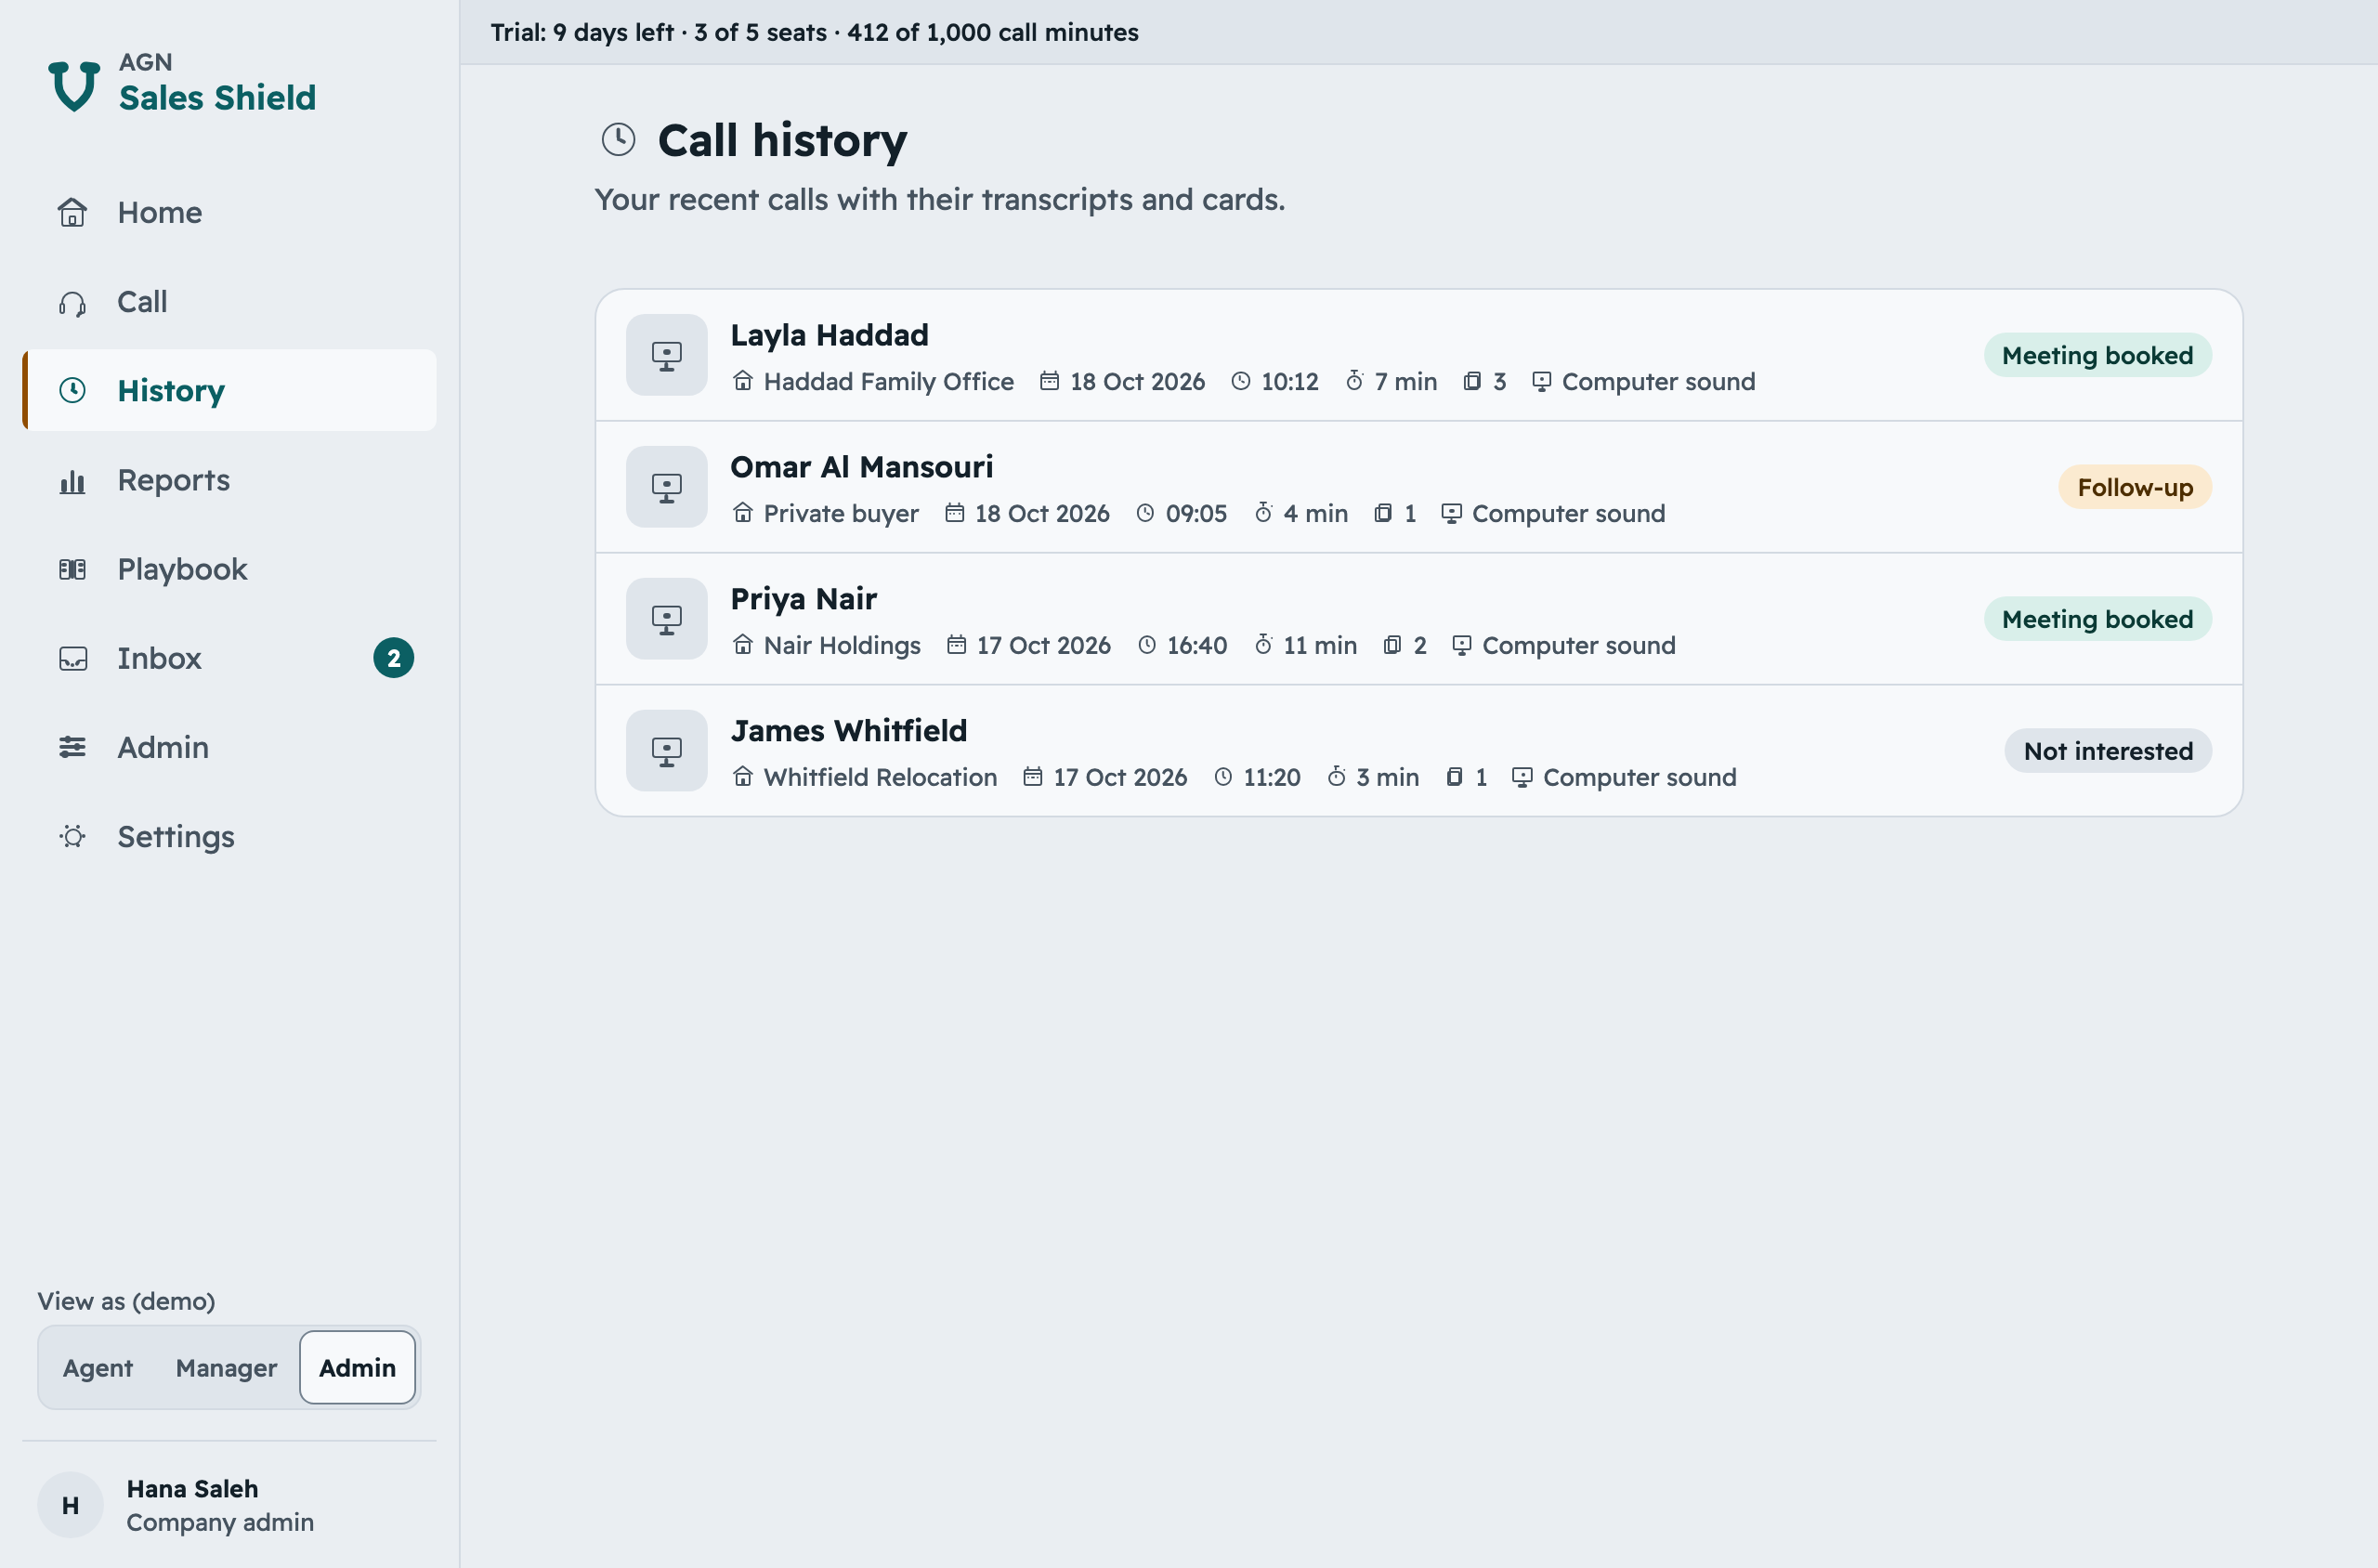 AGN
Sales Shield
Home
Call
History
Reports
Playbook
Inbox 2
Admin
Settings
View as (demo)
Agent Manager Admin
H
Hana Saleh
Company admin
Trial: 9 days left · 3 of 5 seats · 412 of 1,000 call minutes
Call history
Your recent calls with their transcripts and cards.
Layla Haddad
Haddad Family Office 18 Oct 2026 10:12 7 min 3 Computer sound
Meeting booked
Omar Al Mansouri
Private buyer 18 Oct 2026 09:05 4 min 1 Computer sound
Follow-up
Priya Nair
Nair Holdings 17 Oct 2026 16:40 11 min 2 Computer sound
Meeting booked
James Whitfield
Whitfield Relocation 17 Oct 2026 11:20 3 min 1 Computer sound
Not interested